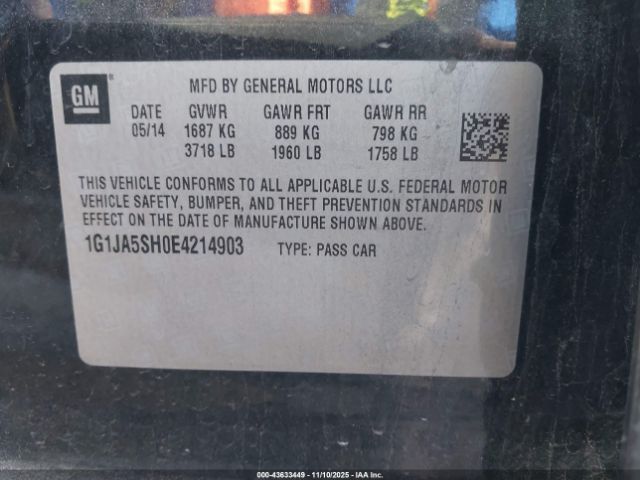 GM
MFD BY GENERAL MOTORS LLC
DATE GVWR GAWR FRT GAWR RR
05/14 1687 KG 889 KG 798 KG
3718 LB 1960 LB 1758 LB
THIS VEHICLE CONFORMS TO ALL APPLICABLE U.S. FEDERAL MOTOR
VEHICLE SAFETY, BUMPER, AND THEFT PREVENTION STANDARDS IN
EFFECT ON THE DATE OF MANUFACTURE SHOWN ABOVE.
1G1JA5SH0E4214903 TYPE: PASS CAR
000-43633449 - 11/10/2025 - IAA Inc.